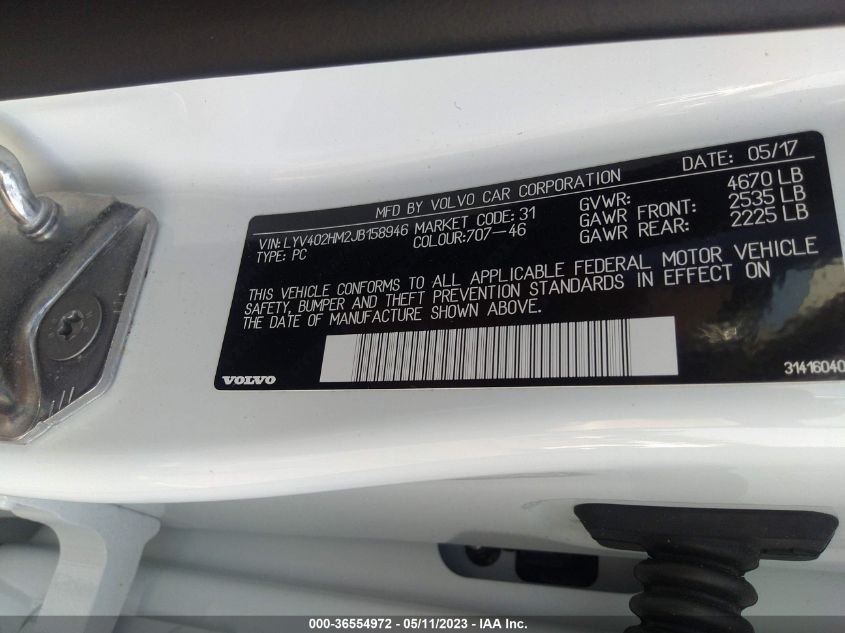 MFD BY VOLVO CAR CORPORATION DATE: 05/17
VIN: LYV402HM2JB158946 MARKET CODE: 31 GVWR: 4670 LB
TYPE: PC COLOUR:707-46 GAWR FRONT: 2535 LB
GAWR REAR: 2225 LB
THIS VEHICLE CONFORMS TO ALL APPLICABLE FEDERAL MOTOR VEHICLE
SAFETY, BUMPER AND THEFT PREVENTION STANDARDS IN EFFECT ON
THE DATE OF MANUFACTURE SHOWN ABOVE.
VOLVO 31416040
000-36554972 - 05/11/2023 - IAA Inc.